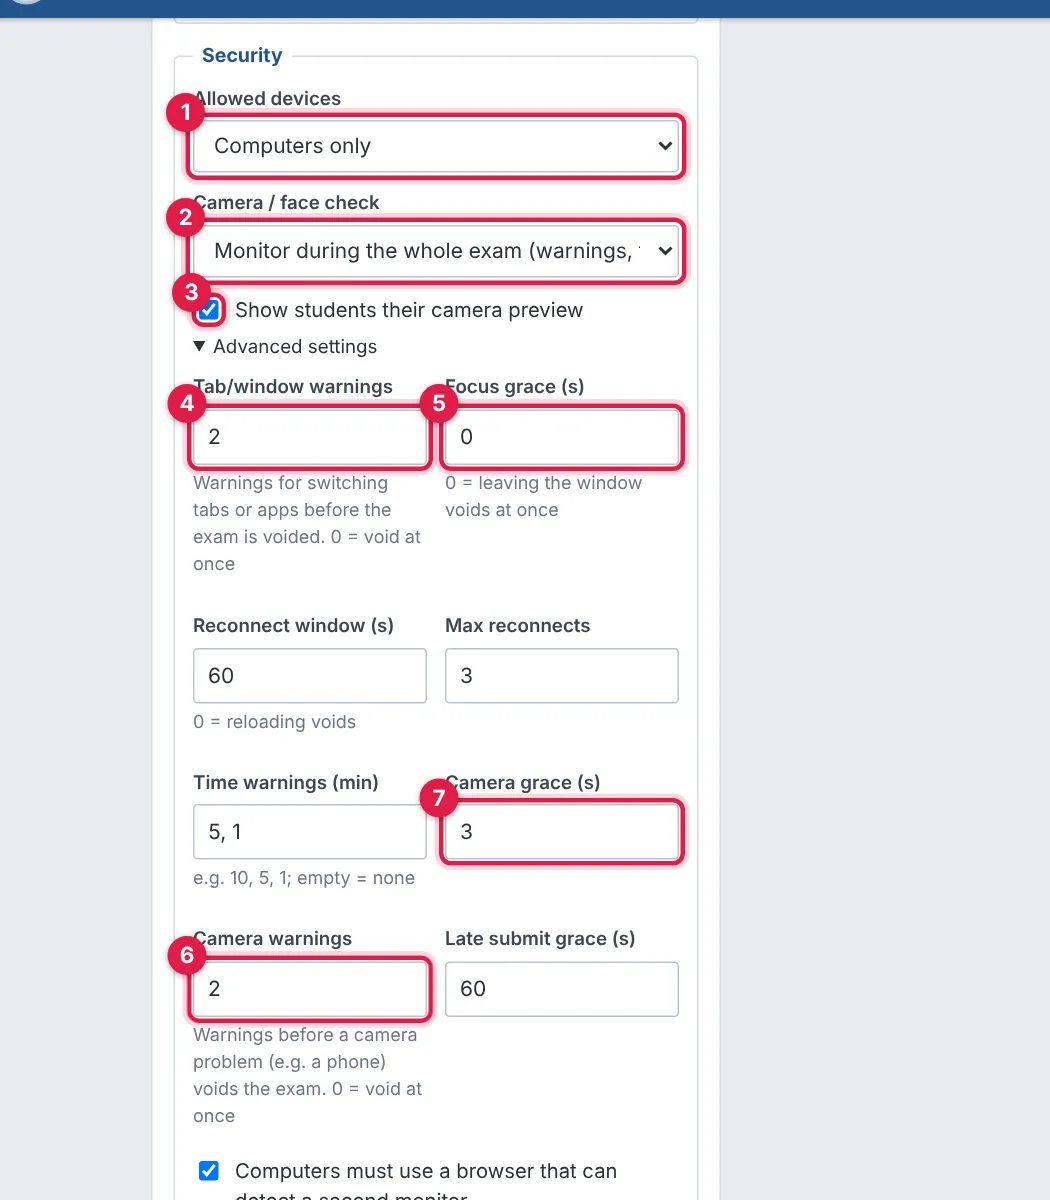 Security
Allowed devices
1
Computers only
Camera / face check
2
Monitor during the whole exam (warnings,
3
Show students their camera preview
▼ Advanced settings
Tab/window warnings
4
2
Warnings for switching
tabs or apps before the
exam is voided. 0 = void at
once
Focus grace (s)
5
0
0 = leaving the window
voids at once
Reconnect window (s)
60
0 = reloading voids
Max reconnects
3
Time warnings (min)
5, 1
e.g. 10, 5, 1; empty = none
Camera grace (s)
7
3
Camera warnings
6
2
Warnings before a camera
problem (e.g. a phone)
voids the exam. 0 = void at
once
Late submit grace (s)
60
Computers must use a browser that can
detect a second monitor